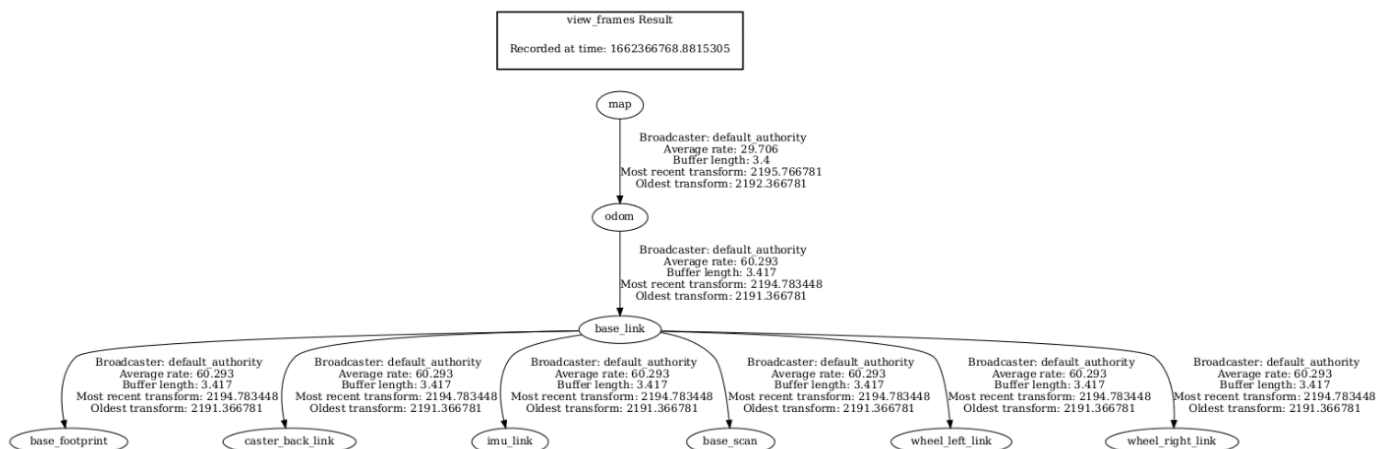 view_frames Result
Recorded at time: 1662366768.8815305
map
Broadcaster: default_authority
Average rate: 29.706
Buffer length: 3.4
Most recent transform: 2195.766781
Oldest transform: 2192.366781
odom
Broadcaster: default_authority
Average rate: 60.293
Buffer length: 3.417
Most recent transform: 2194.783448
Oldest transform: 2191.366781
base_link
Broadcaster: default_authority
Average rate: 60.293
Buffer length: 3.417
Most recent transform: 2194.783448
Oldest transform: 2191.366781
Broadcaster: default_authority
Average rate: 60.293
Buffer length: 3.417
Most recent transform: 2194.783448
Oldest transform: 2191.366781
Broadcaster: default_authority
Average rate: 60.293
Buffer length: 3.417
Most recent transform: 2194.783448
Oldest transform: 2191.366781
Broadcaster: default_authority
Average rate: 60.293
Buffer length: 3.417
Most recent transform: 2194.783448
Oldest transform: 2191.366781
Broadcaster: default_authority
Average rate: 60.293
Buffer length: 3.417
Most recent transform: 2194.783448
Oldest transform: 2191.366781
Broadcaster: default_authority
Average rate: 60.293
Buffer length: 3.417
Most recent transform: 2194.783448
Oldest transform: 2191.366781
base_footprint
caster_back_link
imu_link
base_scan
wheel_left_link
wheel_right_link